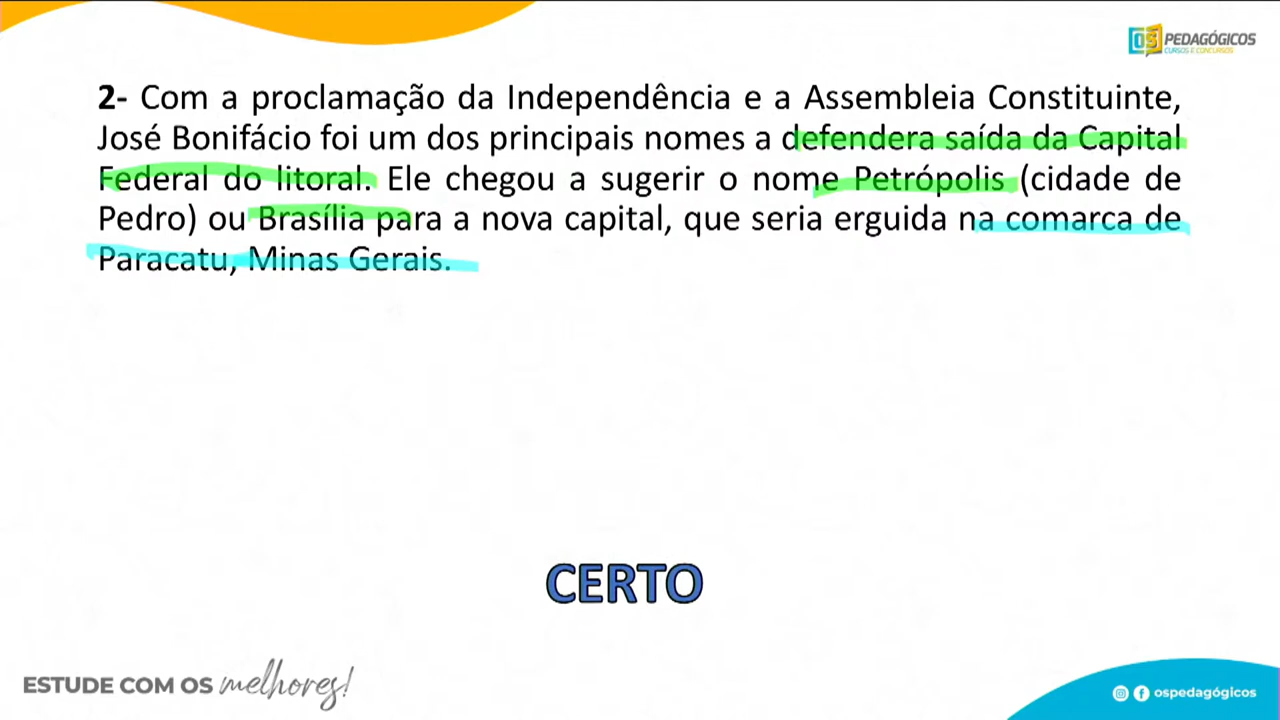 OS PEDAGÓGICOS
CURSOS E CONCURSOS
2- Com a proclamação da Independência e a Assembleia Constituinte,
José Bonifácio foi um dos principais nomes a defendera saída da Capital
Federal do litoral. Ele chegou a sugerir o nome Petrópolis (cidade de
Pedro) ou Brasília para a nova capital, que seria erguida na comarca de
Paracatu, Minas Gerais.
CERTO
ESTUDE COM OS melhores!
ospedagógicos